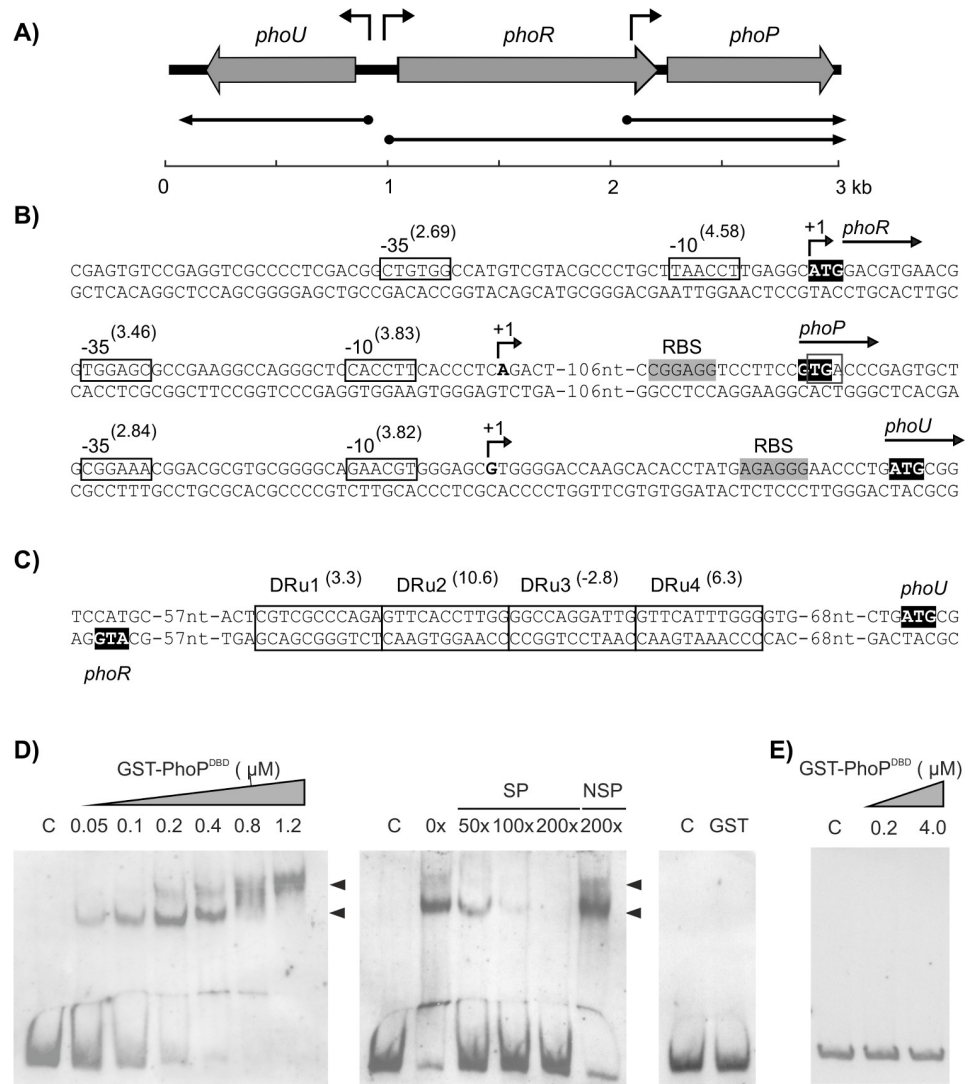 A)
phoU
phoR
phoP
0 1 2 3 kb
B)
-35(2.69) -10(4.58) +1 phoR
CGAGTGTCCGAGGTCGCCCCTCGACGGCTGTGGCCATGTCGTACGCCCTGCTTAACCTTGAGGCATGGACGTGAACG
GCTCACAGGCTCCAGCGGGGAGCTGCCGACACCGGTACAGCATGCGGGACGAATTGGAACTCCGTACCTGCACTTGC
-35(3.46) -10(3.83) +1 RBS phoP
GTGGAGCGCCGAAGGCCAGGGCTCCACCTTCACCCTCAGACT-106nt-CCGGAGGTCCTTCCGTGACCCGAGTGCT
CACCTCGCGGCTTCCGGTCCCGAGGTGGAAGTGGGAGTCTGA-106nt-GGCCTCCAGGAAGGCACTGGGCTCACGA
-35(2.84) -10(3.82) +1 RBS phoU
GCGGAAACGGACGCGTGCGGGGCAGAACGTGGGAGCGTGGGGACCAAGCACACCTATGAGAGGGAACCCTGATGCGG
CGCCTTTGCCTGCGCACGCCCCGTCTTGCACCCTCGCACCCCTGGTTCGTGTGGATACTCTCCCTTGGGACTACGCG
C)
DRu1 (3.3) DRu2 (10.6) DRu3 (-2.8) DRu4 (6.3) phoU
TCCATGC-57nt-ACTCGTCGCCCAGAGTTCACCTTGGGGCCAGGATTGGTTCATTTGGGGTG-68nt-CTGATGCG
AGGTACG-57nt-TGAGCAGCGGGTCTCAAGTGGAACCCCGGTCCTAACCAAGTAAACCCCAC-68nt-GACTACGC
phoR
D)
GST-PhoPDBD ( µM)
C 0.05 0.1 0.2 0.4 0.8 1.2
SP NSP
C 0x 50x 100x 200x 200x
C GST
E)
GST-PhoPDBD ( µM)
C 0.2 4.0